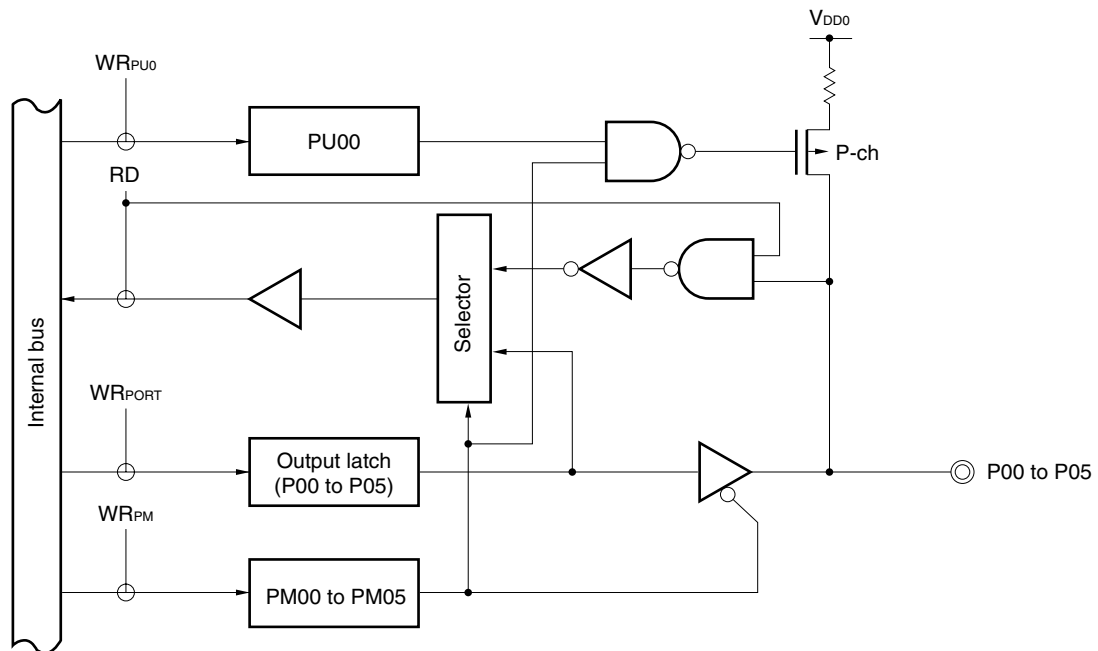 VDD0
WRPU0
PU00
P-ch
RD
Selector
Internal bus
WRPORT
Output latch
(P00 to P05)
P00 to P05
WRPM
PM00 to PM05